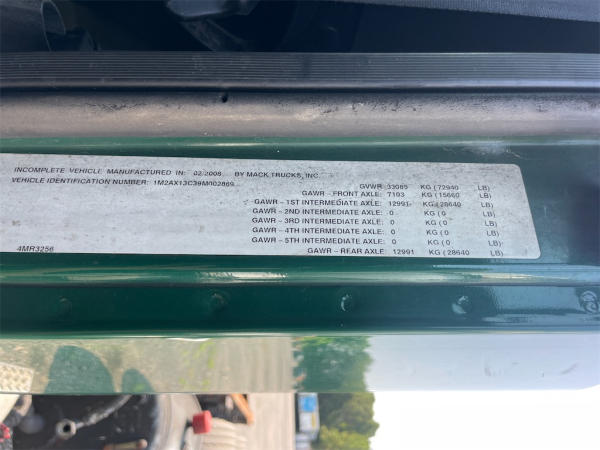 INCOMPLETE VEHICLE MANUFACTURED IN: 02/2008 BY MACK TRUCKS, INC.
VEHICLE IDENTIFICATION NUMBER: 1M2AX13C39M002869
GVWR 33085 KG ( 72940 LB)
GAWR - FRONT AXLE: 7103 KG ( 15660 LB)
GAWR - 1ST INTERMEDIATE AXLE: 12991 KG ( 28640 LB)
GAWR - 2ND INTERMEDIATE AXLE: 0 KG ( 0 LB)
GAWR - 3RD INTERMEDIATE AXLE: 0 KG ( 0 LB)
GAWR - 4TH INTERMEDIATE AXLE: 0 KG ( 0 LB)
GAWR - 5TH INTERMEDIATE AXLE: 0 KG ( 0 LB)
GAWR - REAR AXLE: 12991 KG ( 28640 LB)
4MR3256